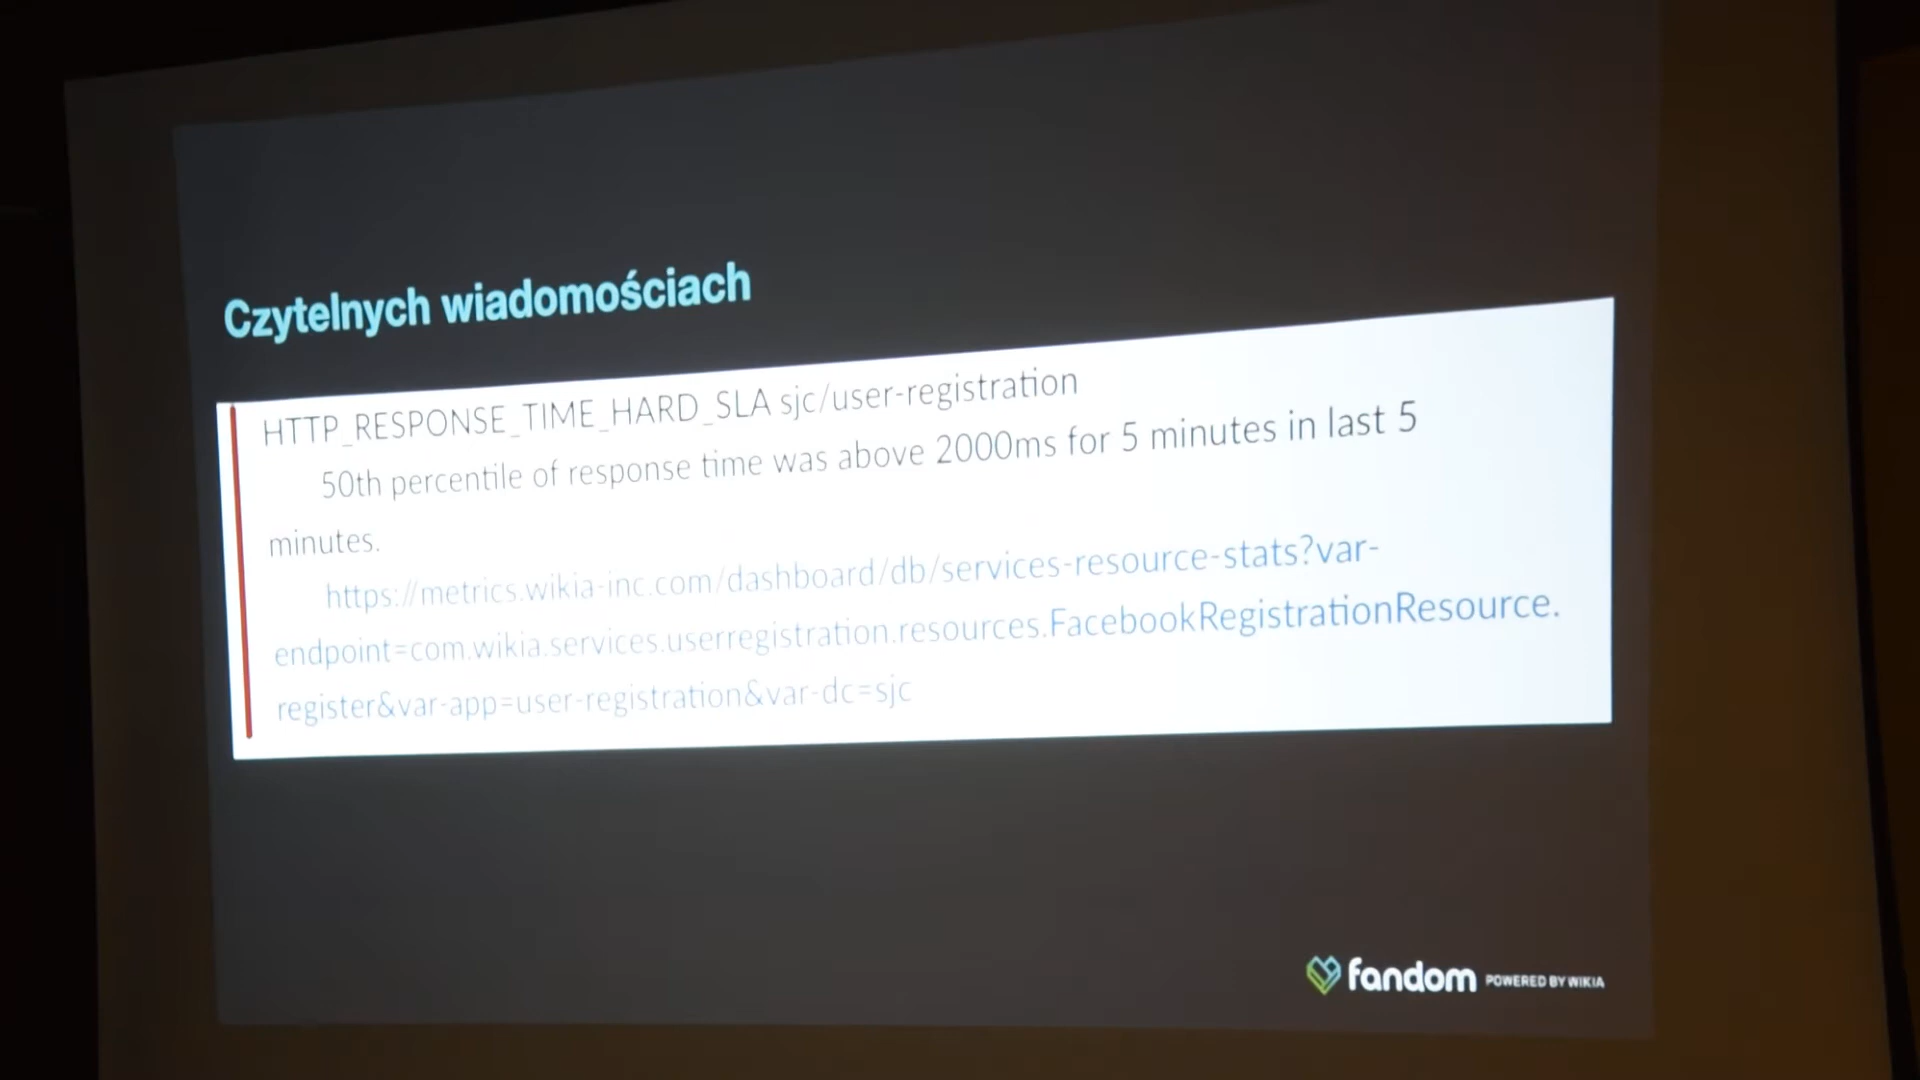 Czytelnych wiadomościach
HTTP_RESPONSE_TIME_HARD_SLA sjc/user-registration
50th percentile of response time was above 2000ms for 5 minutes in last 5
minutes.
https://metrics.wikia-inc.com/dashboard/db/services-resource-stats?var-
endpoint=com.wikia.services.userregistration.resources.FacebookRegistrationResource.
register&var-app=user-registration&var-dc=sjc
fandom POWERED BY WIKIA